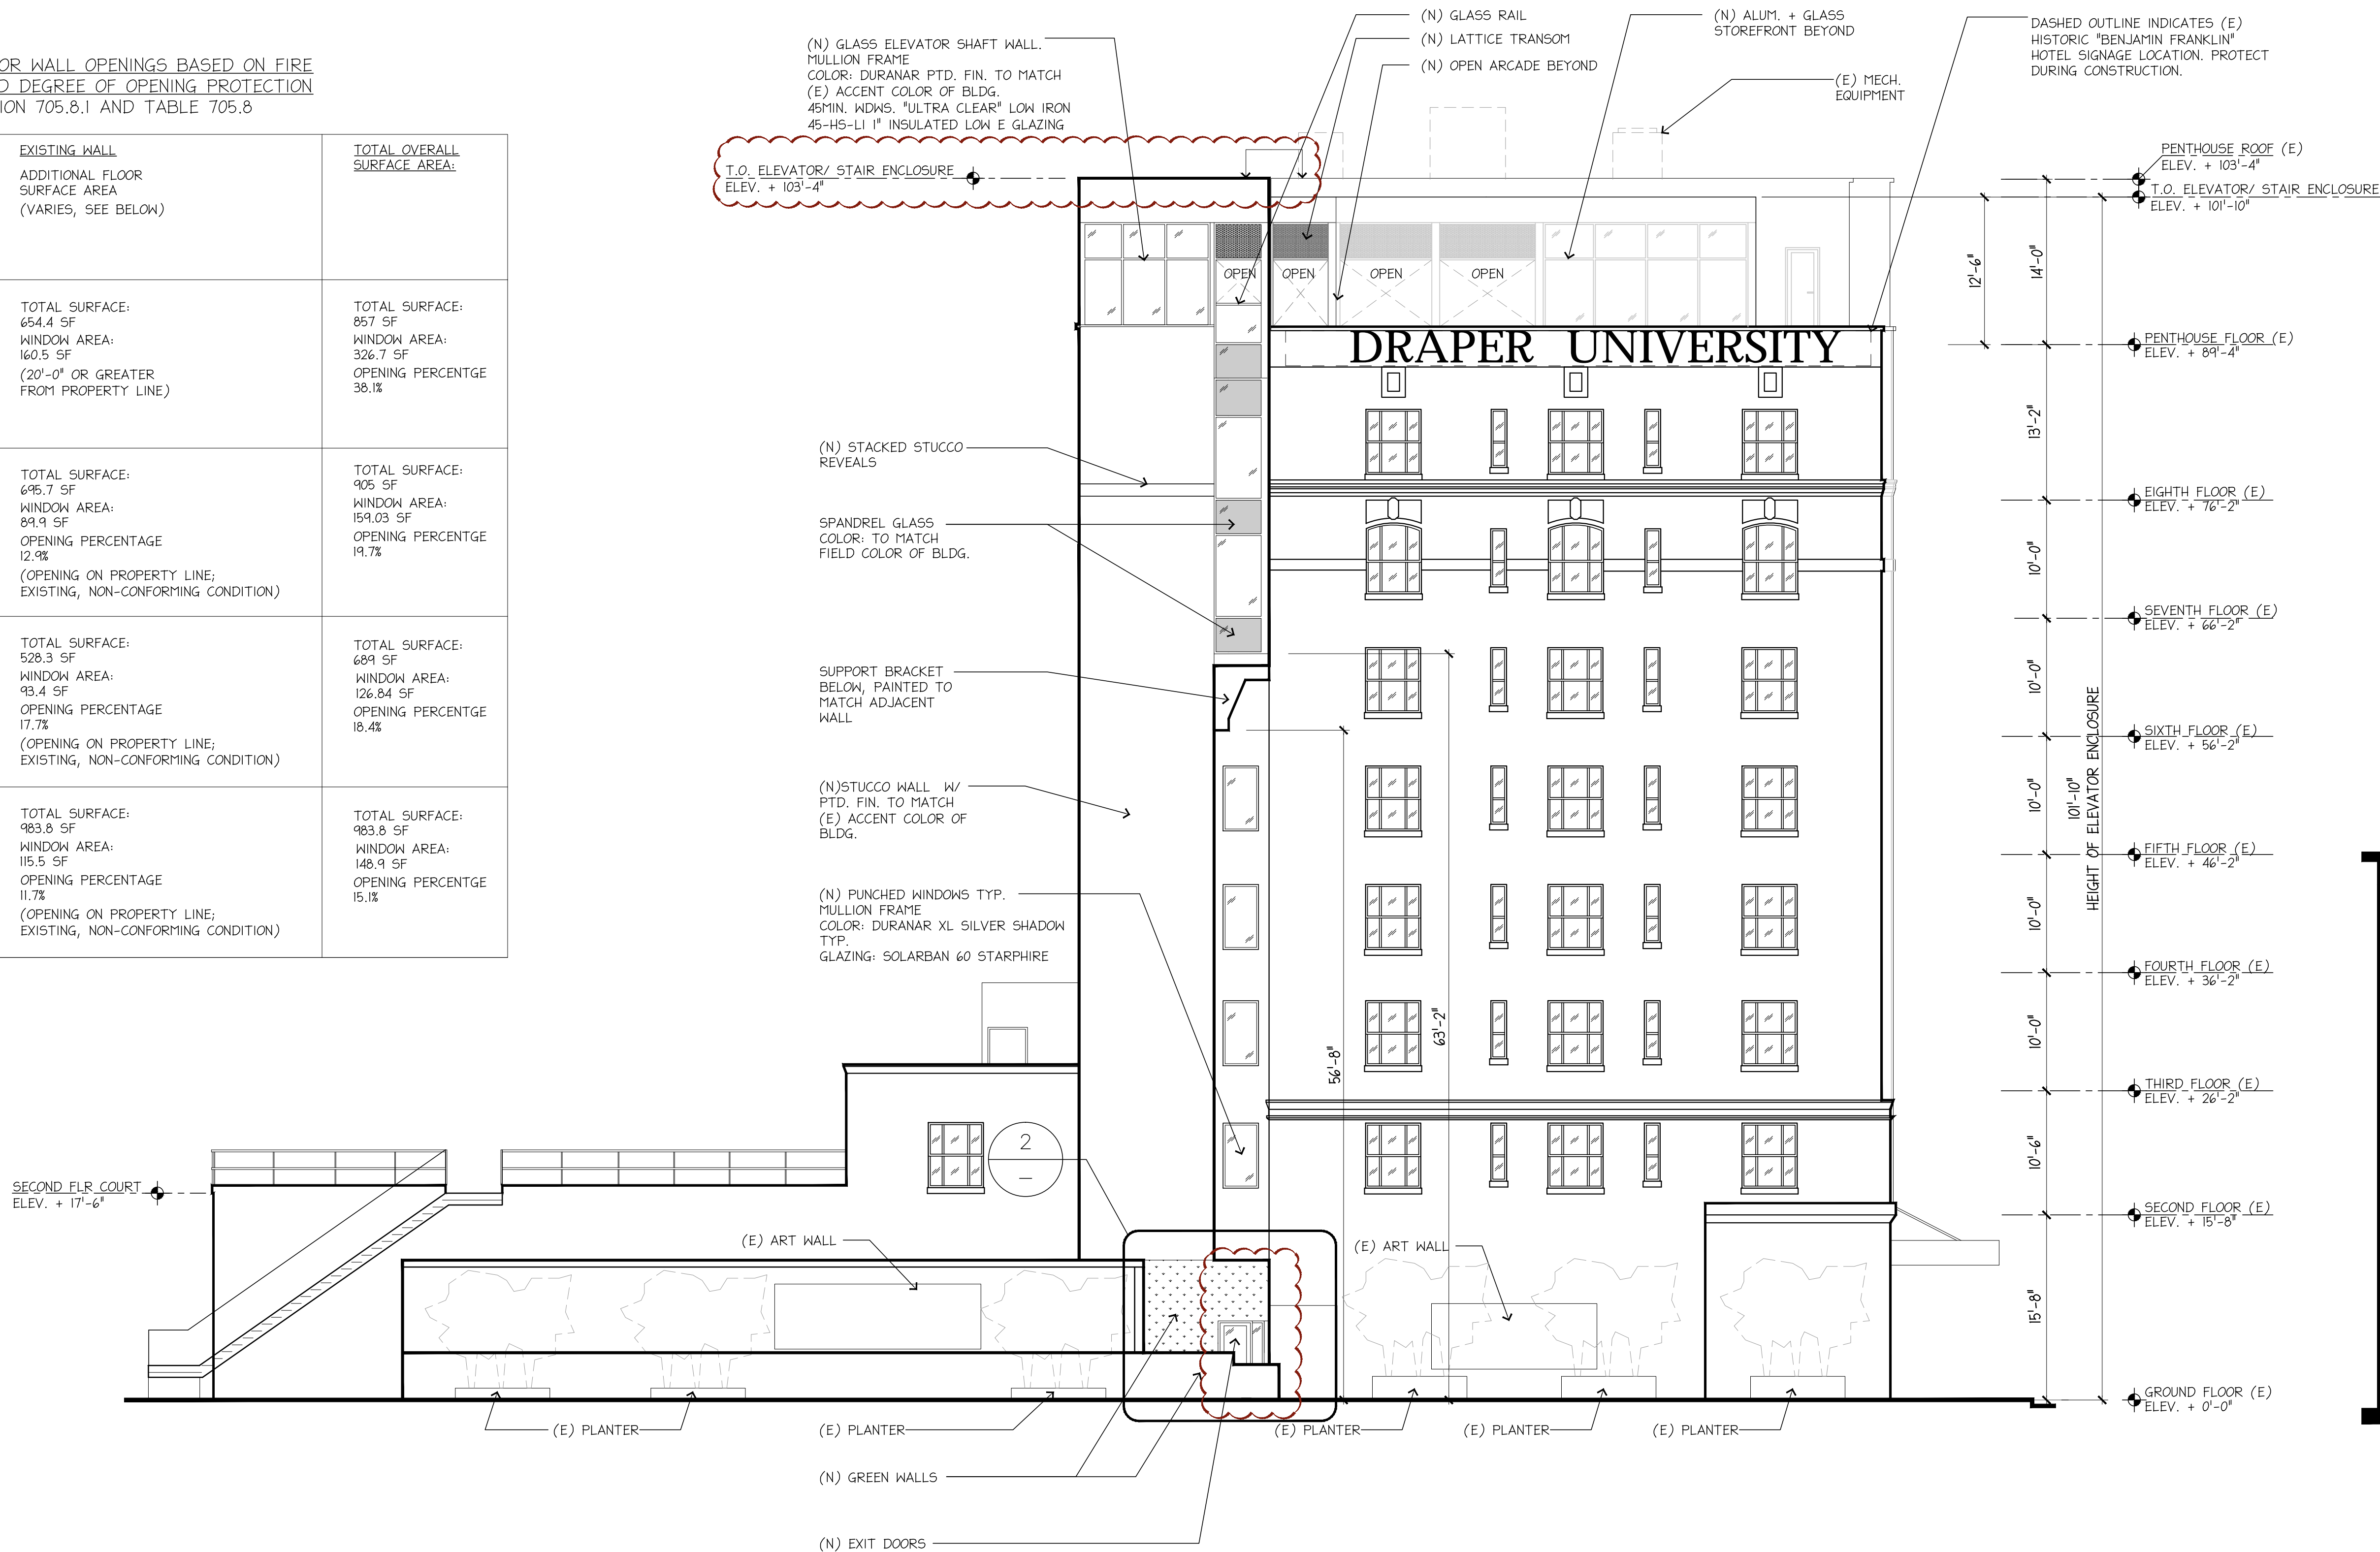 OR WALL OPENINGS BASED ON FIRE
D DEGREE OF OPENING PROTECTION
ION 705.8.1 AND TABLE 705.8
EXISTING WALL
ADDITIONAL FLOOR
SURFACE AREA
(VARIES, SEE BELOW)
TOTAL OVERALL
SURFACE AREA:
TOTAL SURFACE:
654.4 SF
WINDOW AREA:
160.5 SF
(20'-0" OR GREATER
FROM PROPERTY LINE)
TOTAL SURFACE:
857 SF
WINDOW AREA:
326.7 SF
OPENING PERCENTGE
38.1%
TOTAL SURFACE:
695.7 SF
WINDOW AREA:
89.9 SF
OPENING PERCENTAGE
12.9%
(OPENING ON PROPERTY LINE;
EXISTING, NON-CONFORMING CONDITION)
TOTAL SURFACE:
905 SF
WINDOW AREA:
159.03 SF
OPENING PERCENTGE
19.7%
TOTAL SURFACE:
528.3 SF
WINDOW AREA:
93.4 SF
OPENING PERCENTAGE
17.7%
(OPENING ON PROPERTY LINE;
EXISTING, NON-CONFORMING CONDITION)
TOTAL SURFACE:
689 SF
WINDOW AREA:
126.84 SF
OPENING PERCENTGE
18.4%
TOTAL SURFACE:
983.8 SF
WINDOW AREA:
115.5 SF
OPENING PERCENTAGE
11.7%
(OPENING ON PROPERTY LINE;
EXISTING, NON-CONFORMING CONDITION)
TOTAL SURFACE:
983.8 SF
WINDOW AREA:
148.9 SF
OPENING PERCENTGE
15.1%
(N) GLASS ELEVATOR SHAFT WALL.
MULLION FRAME
COLOR: DURANAR PTD. FIN. TO MATCH
(E) ACCENT COLOR OF BLDG.
45MIN. WDWS. "ULTRA CLEAR" LOW IRON
45-HS-LI 1" INSULATED LOW E GLAZING
(N) GLASS RAIL
(N) LATTICE TRANSOM
(N) OPEN ARCADE BEYOND
(N) ALUM. + GLASS
STOREFRONT BEYOND
(E) MECH.
EQUIPMENT
DASHED OUTLINE INDICATES (E)
HISTORIC "BENJAMIN FRANKLIN"
HOTEL SIGNAGE LOCATION. PROTECT
DURING CONSTRUCTION.
T.O. ELEVATOR/ STAIR ENCLOSURE
ELEV. + 103'-4"
PENTHOUSE ROOF (E)
ELEV. + 103'-4"
T.O. ELEVATOR/ STAIR ENCLOSURE
ELEV. + 101'-10"
OPEN
OPEN
OPEN
OPEN
12'-6"
14'-0"
DRAPER UNIVERSITY
PENTHOUSE FLOOR (E)
ELEV. + 89'-4"
13'-2"
(N) STACKED STUCCO
REVEALS
EIGHTH FLOOR (E)
ELEV. + 76'-2"
SPANDREL GLASS
COLOR: TO MATCH
FIELD COLOR OF BLDG.
10'-0"
SEVENTH FLOOR (E)
ELEV. + 66'-2"
SUPPORT BRACKET
BELOW, PAINTED TO
MATCH ADJACENT
WALL
10'-0"
SIXTH FLOOR (E)
ELEV. + 56'-2"
(N)STUCCO WALL W/
PTD. FIN. TO MATCH
(E) ACCENT COLOR OF
BLDG.
10'-0"
101'-10"
HEIGHT OF ELEVATOR ENCLOSURE
FIFTH FLOOR (E)
ELEV. + 46'-2"
(N) PUNCHED WINDOWS TYP.
MULLION FRAME
COLOR: DURANAR XL SILVER SHADOW
TYP.
GLAZING: SOLARBAN 60 STARPHIRE
10'-0"
FOURTH FLOOR (E)
ELEV. + 36'-2"
56'-8"
63'-2"
10'-0"
THIRD FLOOR (E)
ELEV. + 26'-2"
2
–
10'-6"
SECOND FLR COURT
ELEV. + 17'-6"
SECOND FLOOR (E)
ELEV. + 15'-8"
(E) ART WALL
(E) ART WALL
15'-8"
GROUND FLOOR (E)
ELEV. + 0'-0"
(E) PLANTER
(E) PLANTER
(E) PLANTER
(E) PLANTER
(E) PLANTER
(N) GREEN WALLS
(N) EXIT DOORS